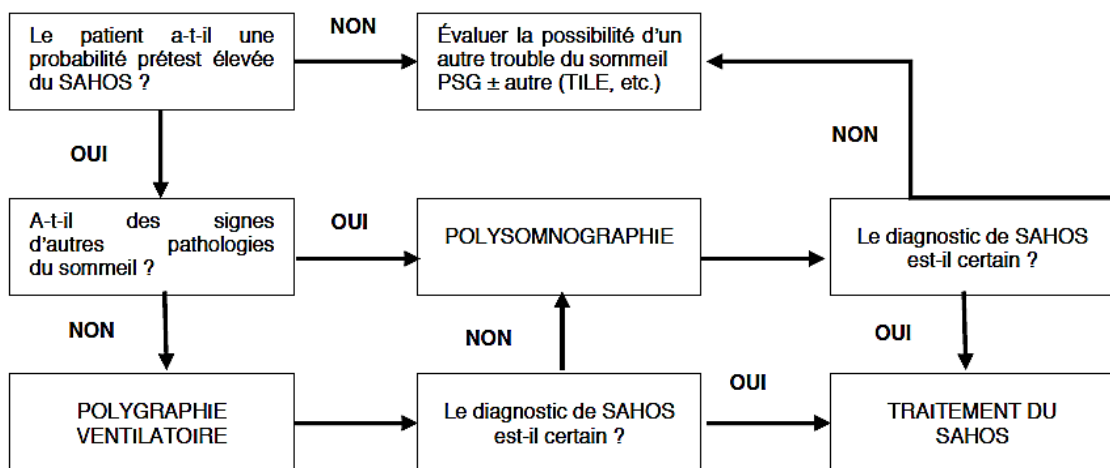 Le patient a-t-il une
probabilité prétest élevée
du SAHOS ?
NON
Évaluer la possibilité d'un
autre trouble du sommeil
PSG ± autre (TILE, etc.)
OUI
NON
A-t-il des signes
d'autres pathologies
du sommeil ?
OUI
POLYSOMNOGRAPHIE
Le diagnostic de SAHOS
est-il certain ?
NON
NON
OUI
POLYGRAPHIE
VENTILATOIRE
Le diagnostic de SAHOS
est-il certain ?
OUI
TRAITEMENT DU
SAHOS